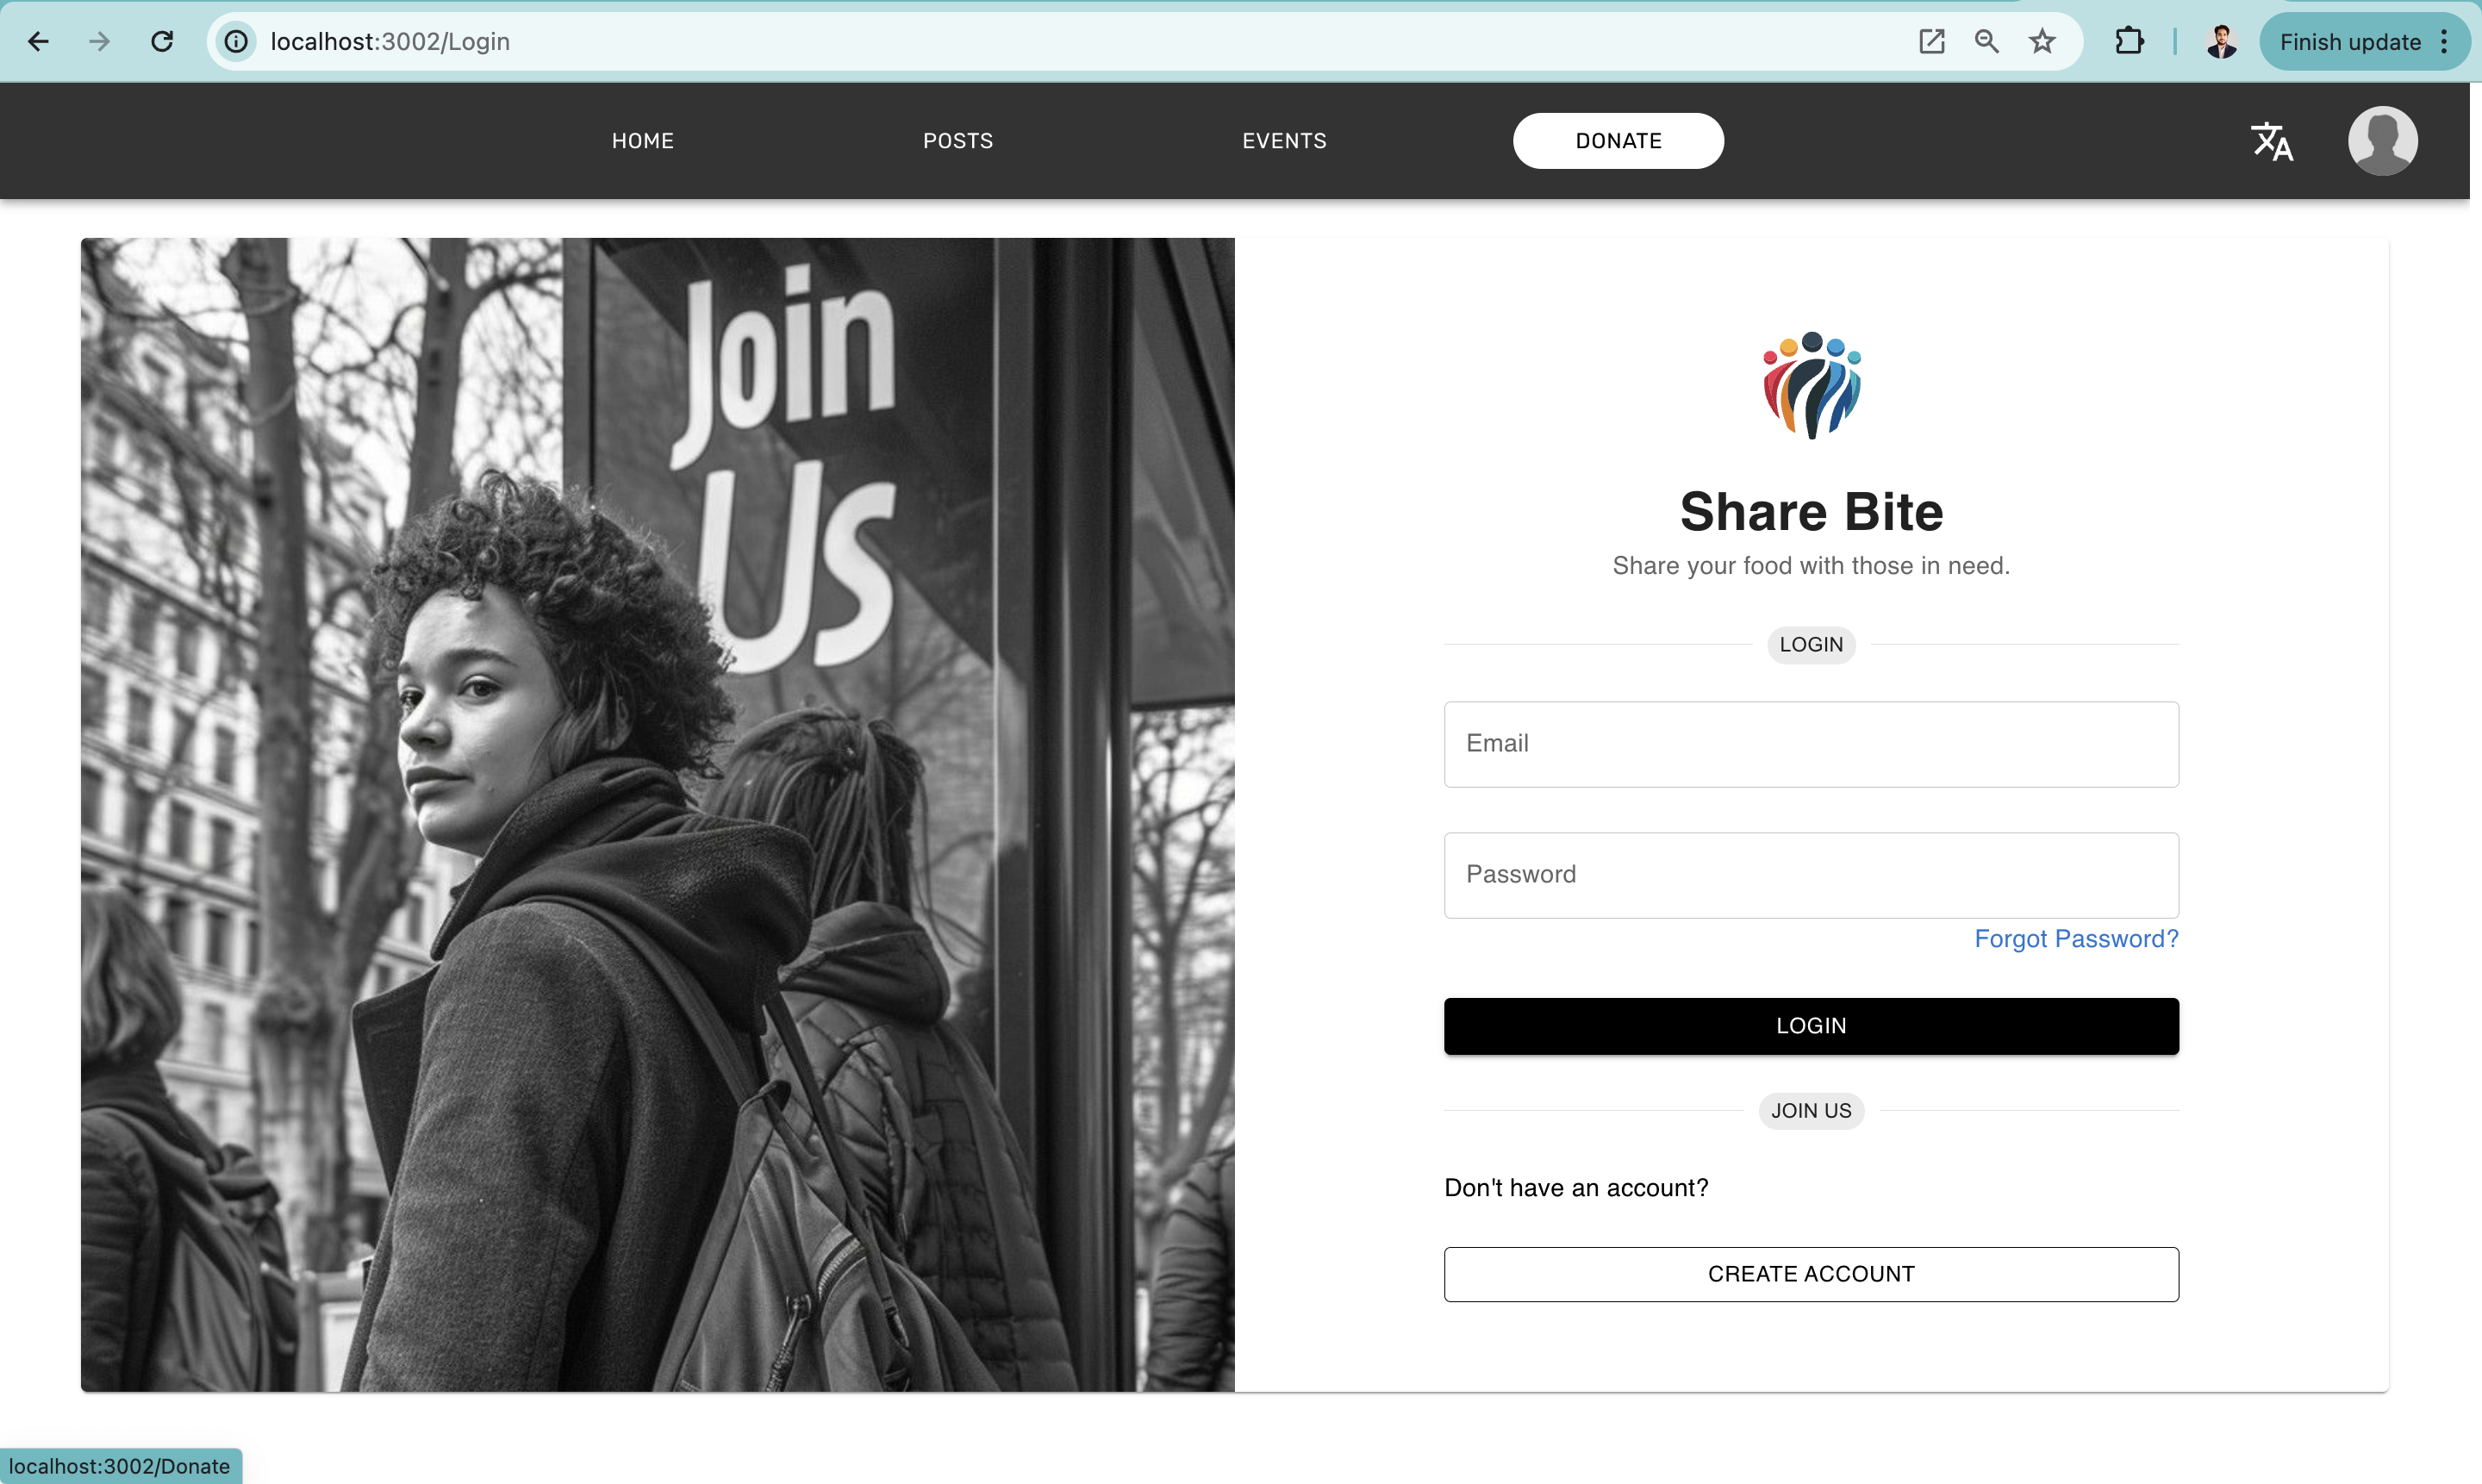 localhost:3002/Login
Finish update
HOME
POSTS
EVENTS
DONATE
Join
Us
Share Bite
Share your food with those in need.
LOGIN
Email
Password
Forgot Password?
LOGIN
JOIN US
Don't have an account?
CREATE ACCOUNT
localhost:3002/Donate